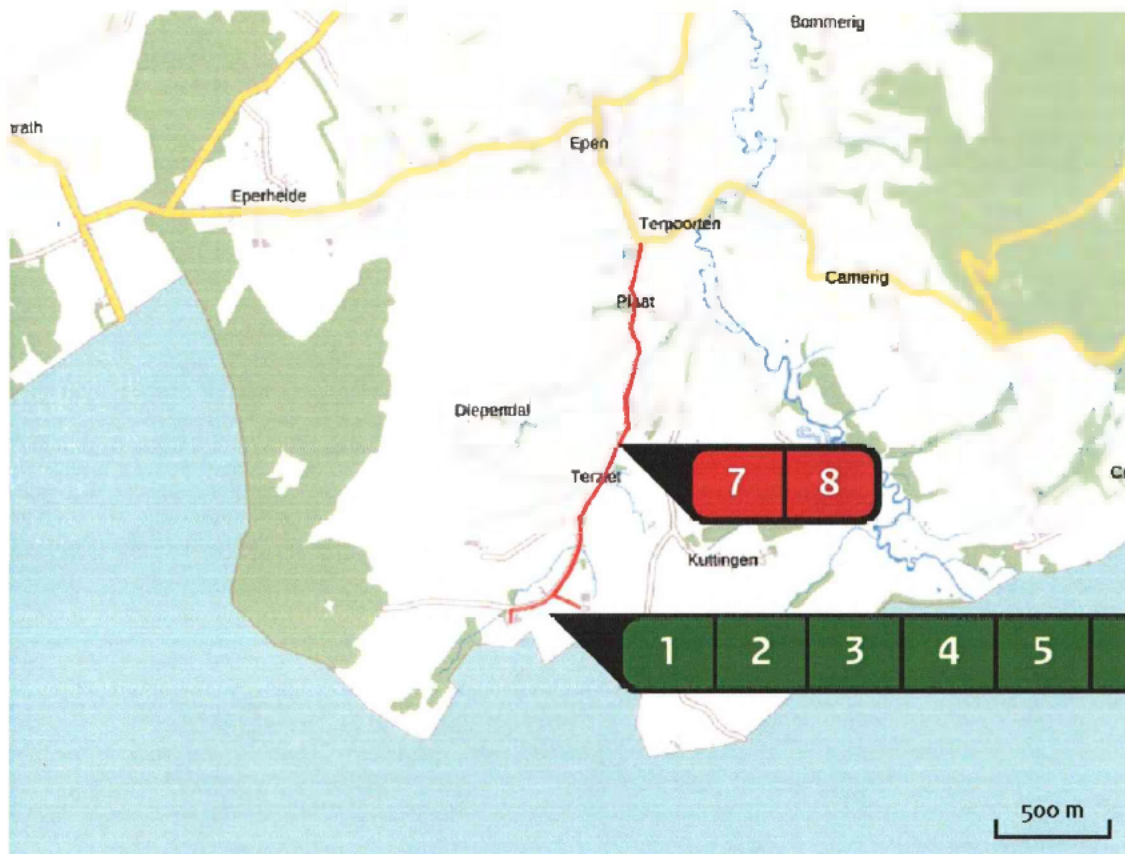 Bommerig
rath
Epen
Eperheide
Terpoorten
Camerig
Plaat
Diependal
Terziet
7 8
Kuttingen
1 2 3 4 5
500 m